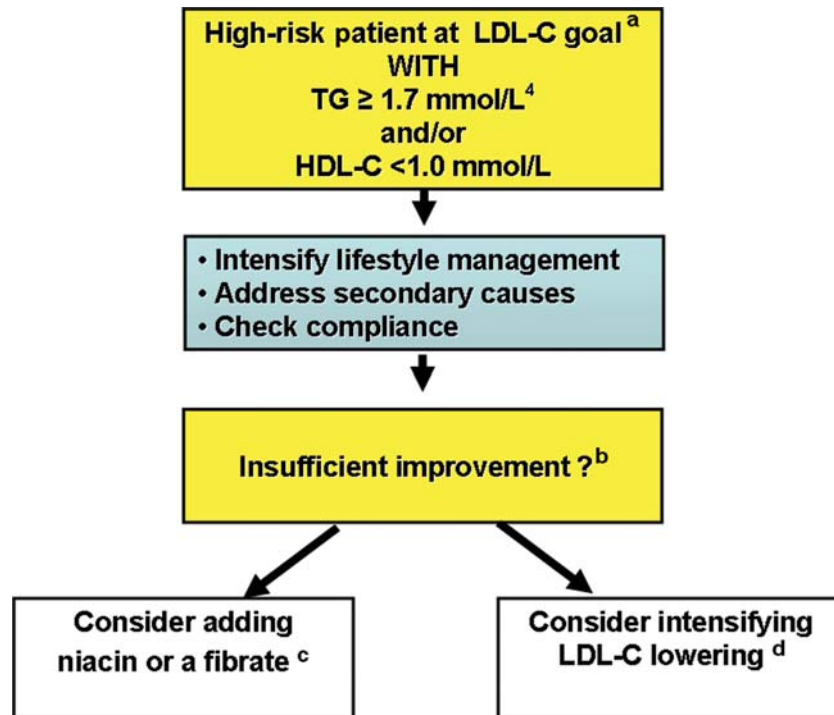 High-risk patient at LDL-C goal a
WITH
TG ≥ 1.7 mmol/L4
and/or
HDL-C <1.0 mmol/L
• Intensify lifestyle management
• Address secondary causes
• Check compliance
Insufficient improvement ?b
Consider adding
niacin or a fibrate c
Consider intensifying
LDL-C lowering d